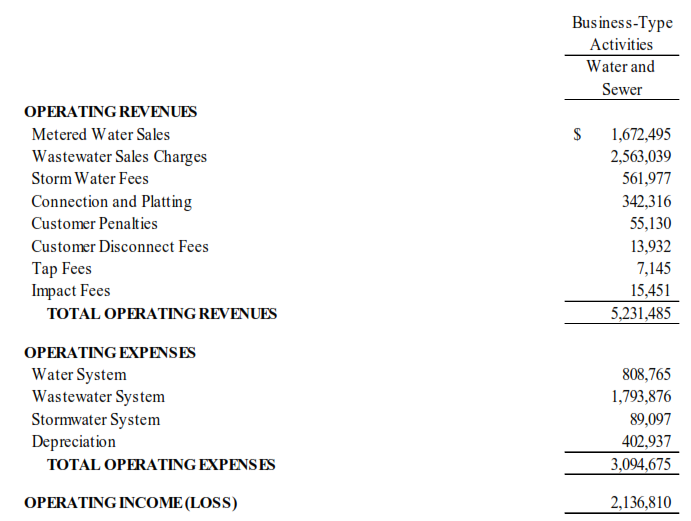 Business-Type
Activities
Water and
Sewer
OPERATING REVENUES
Metered Water Sales $ 1,672,495
Wastewater Sales Charges 2,563,039
Storm Water Fees 561,977
Connection and Platting 342,316
Customer Penalties 55,130
Customer Disconnect Fees 13,932
Tap Fees 7,145
Impact Fees 15,451
TOTAL OPERATING REVENUES 5,231,485
OPERATING EXPENSES
Water System 808,765
Wastewater System 1,793,876
Stormwater System 89,097
Depreciation 402,937
TOTAL OPERATING EXPENSES 3,094,675
OPERATING INCOME (LOSS) 2,136,810